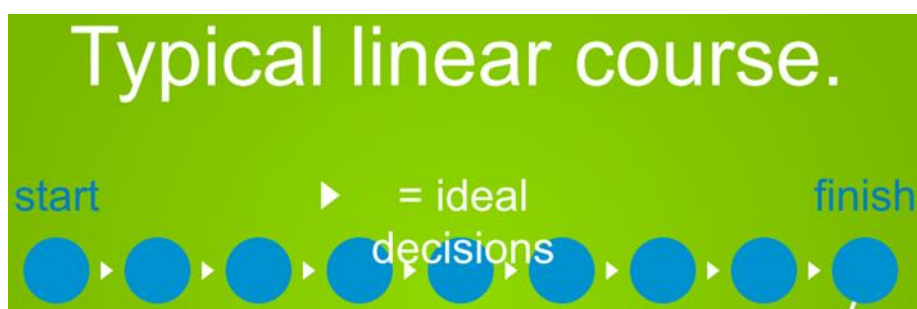 Typical linear course.
start
= ideal
decisions
finish